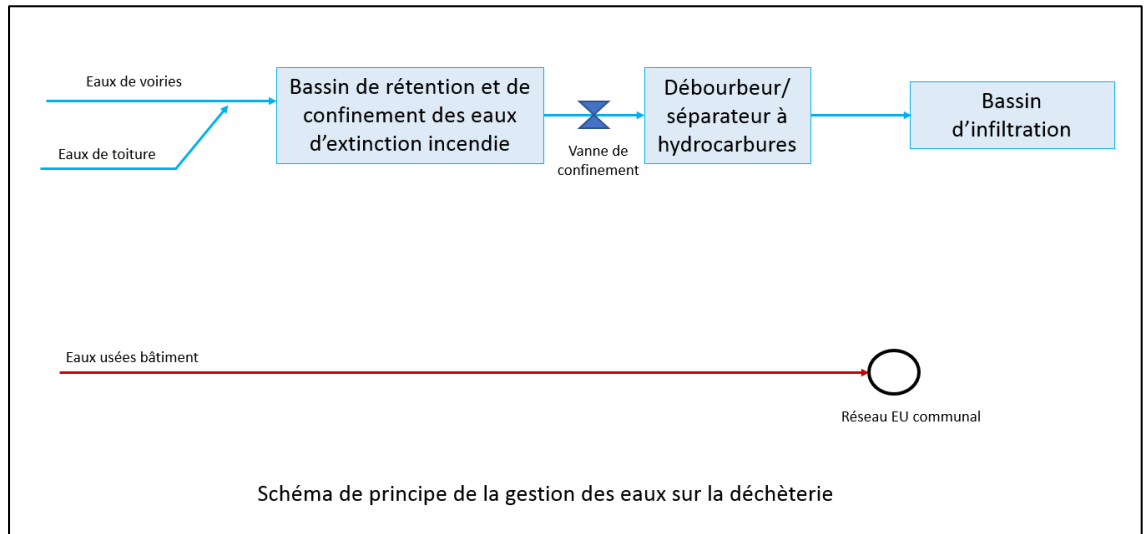 Eaux de voiries
Eaux de toiture
Bassin de rétention et de
confinement des eaux
d’extinction incendie
Vanne de
confinement
Débourbeur/
séparateur à
hydrocarbures
Bassin
d’infiltration
Eaux usées bâtiment
Réseau EU communal
Schéma de principe de la gestion des eaux sur la déchèterie